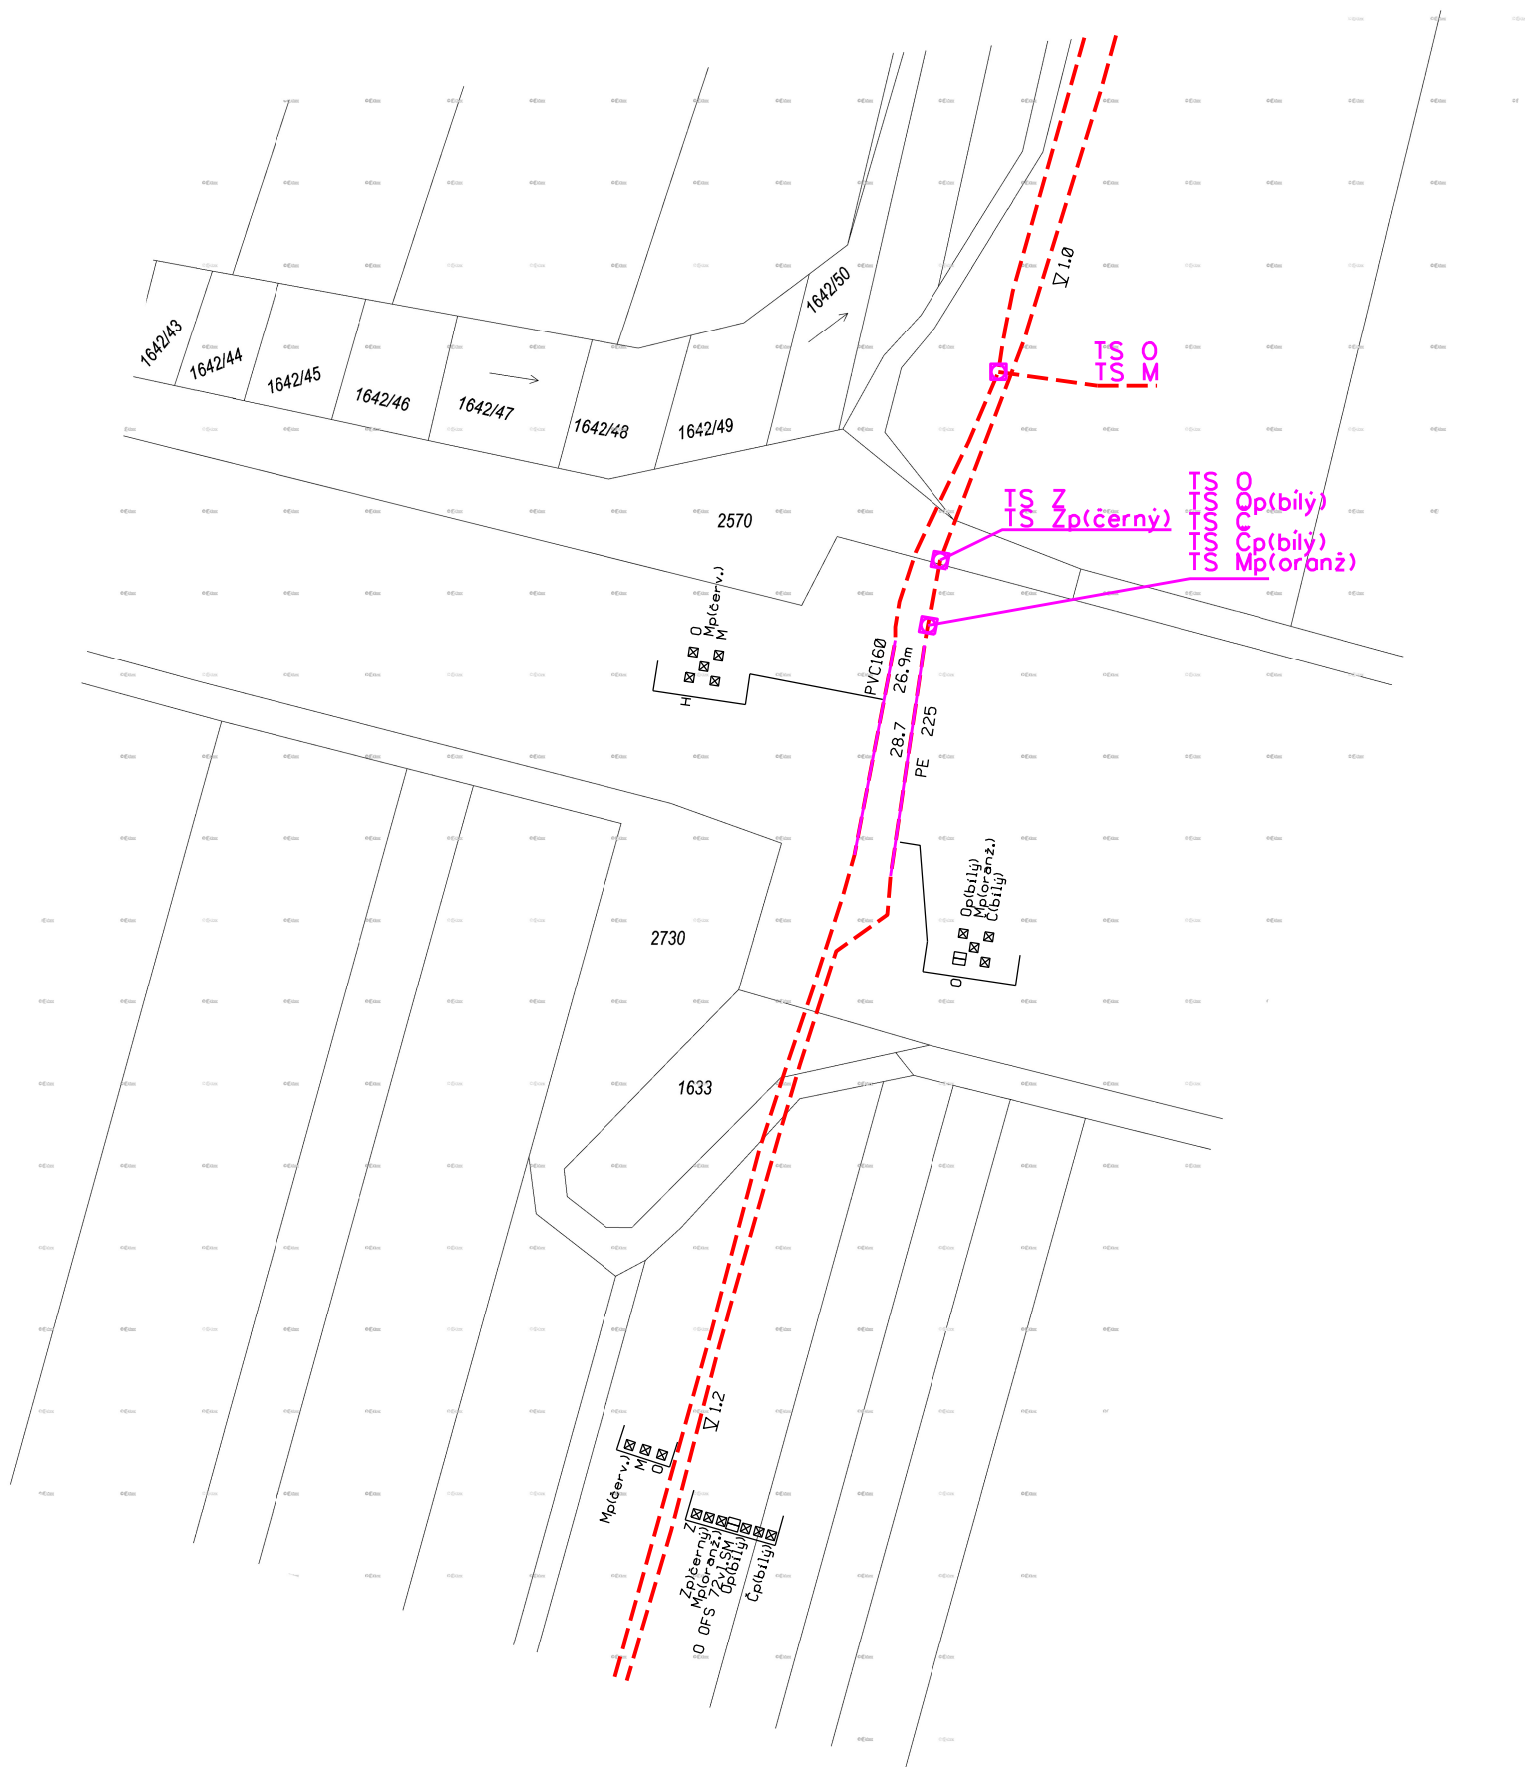 1.0
1642/50
1642/43
1642/44
1642/45
1642/46
1642/47
1642/48
1642/49
TS O
TS M
TS Z
TS Zp(černý)
TS O
TS Op(bílý)
TS Č
TS Čp(bílý)
TS Mp(oranž)
2570
O
Mp(červ.)
M
H
PVC160
26.9m
28.7
PE 225
Op(bílý)
Mp(oranž.)
Č(bílý)
O
2730
1633
1.2
Mp(červ.)
M
O
Z
Zp(černý)
Mp(oranž.)
O OFS 72vl.SM
Op(bílý)
Čp(bílý)